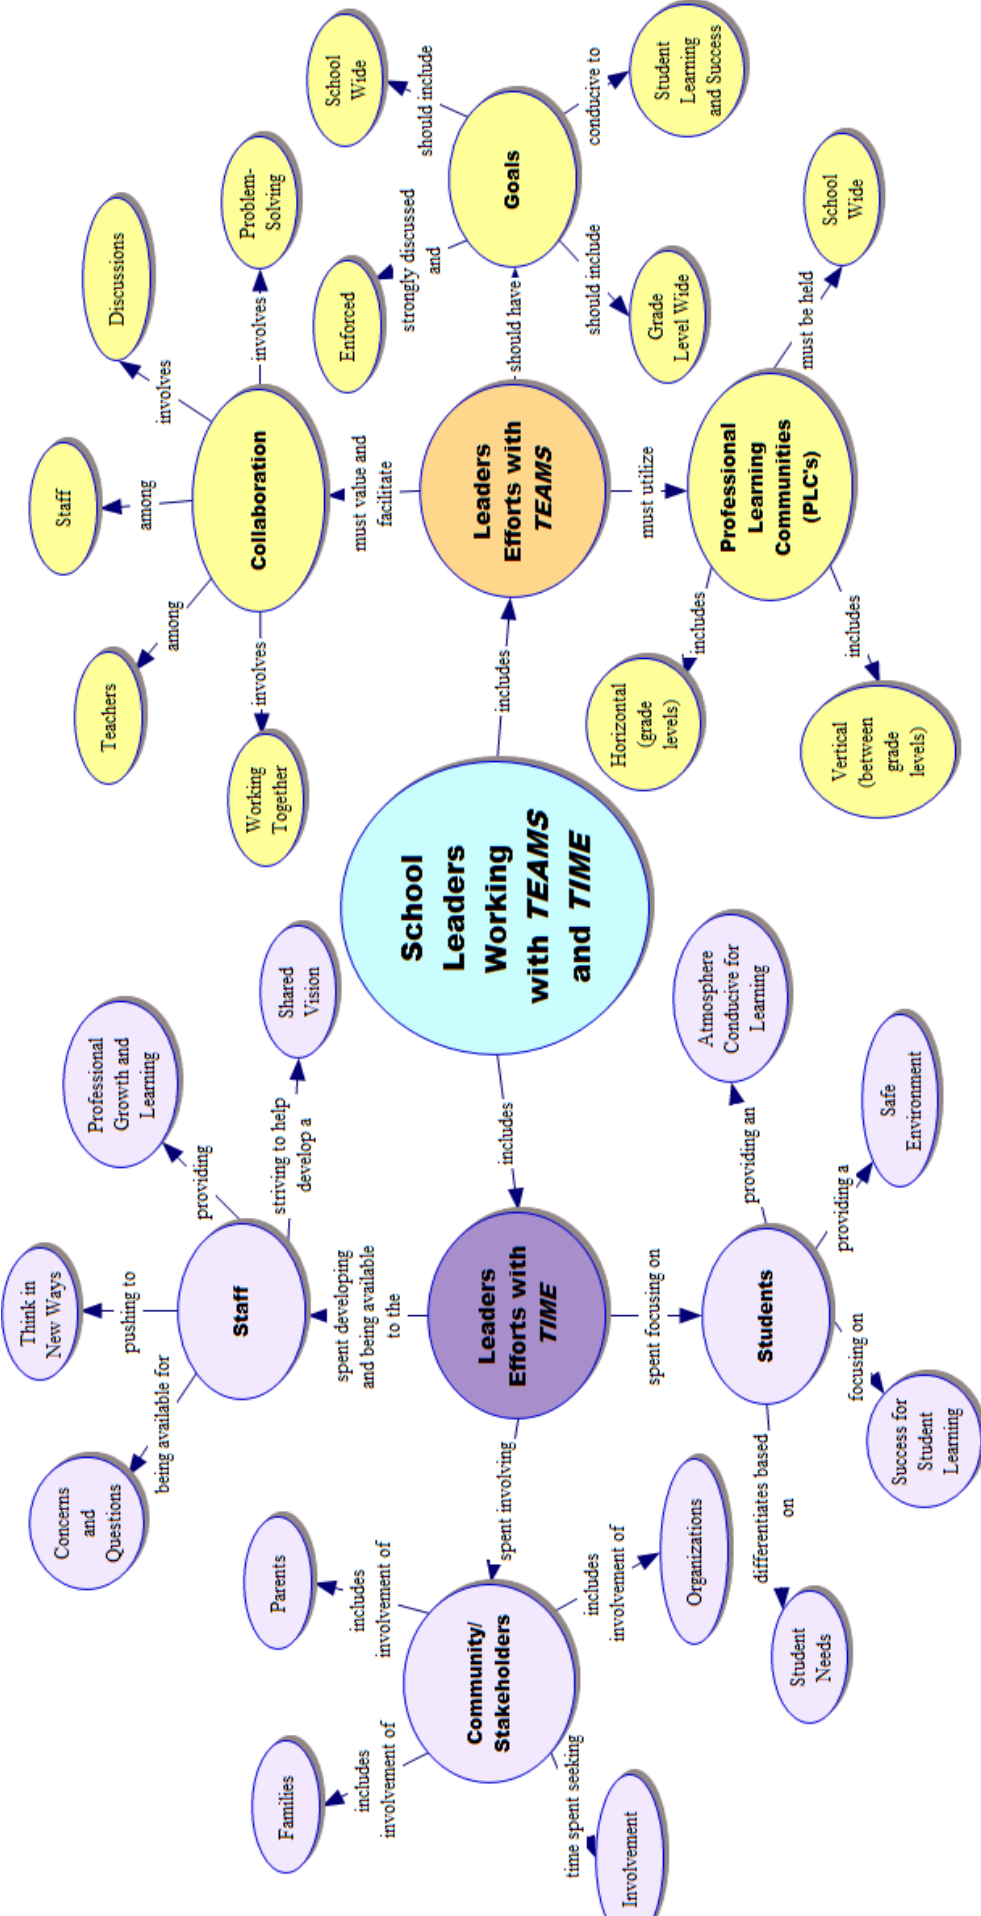 Think in
New Ways
Concerns
and
Questions
Professional
Growth and
Learning
Shared
Vision
being available for
pushing to
providing
striving to help
develop a
Staff
spent developing
and being available
to the
Families
Parents
includes
involvement of
includes
involvement of
Community/
Stakeholders
spent involving
Leaders
Efforts with
TIME
includes
time spent seeking
Involvement
includes
involvement of
Organizations
spent focusing on
Students
differentiates based
on
Student
Needs
focusing on
Success for
Student
Learning
providing a
Safe
Environment
providing an
Atmosphere
Conducive for
Learning
School
Leaders
Working
with TEAMS
and TIME
includes
Leaders
Efforts with
TEAMS
must value and
facilitate
Collaboration
involves
Working
Together
among
Teachers
among
Staff
involves
Discussions
involves
Problem-
Solving
should have
Goals
strongly discussed
and
Enforced
should include
School
Wide
conducive to
Student
Learning
and Success
should include
Grade
Level Wide
must utilize
Professional
Learning
Communities
(PLC's)
includes
Horizontal
(grade
levels)
includes
Vertical
(between
grade
levels)
must be held
School
Wide